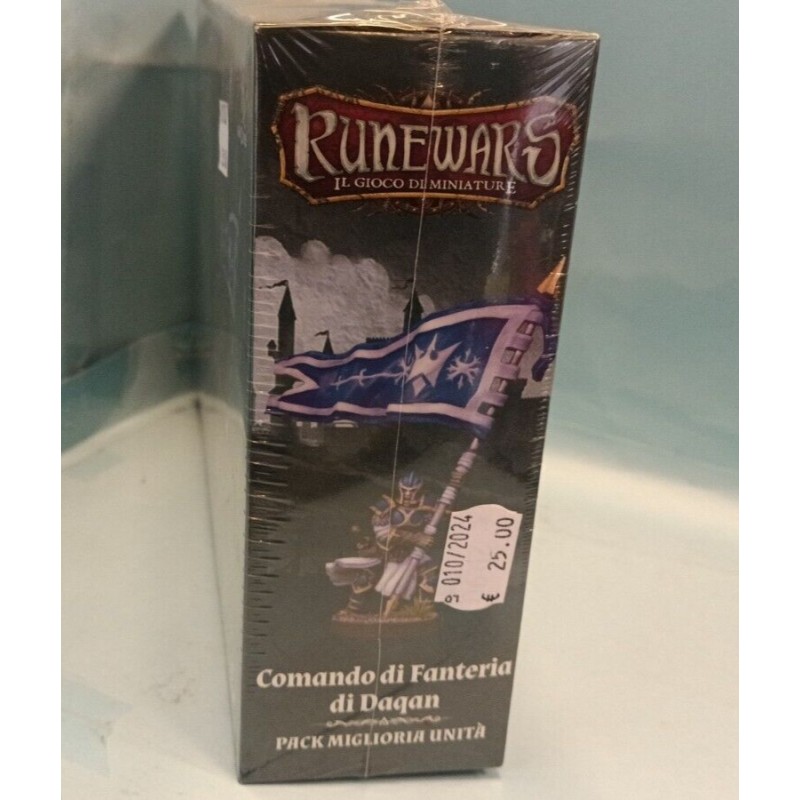 RUNEWARS
IL GIOCO DI MINIATURE
010/2024
€ 25.00
Comando di Fanteria
di Daqan
PACK MIGLIORIA UNITÀ